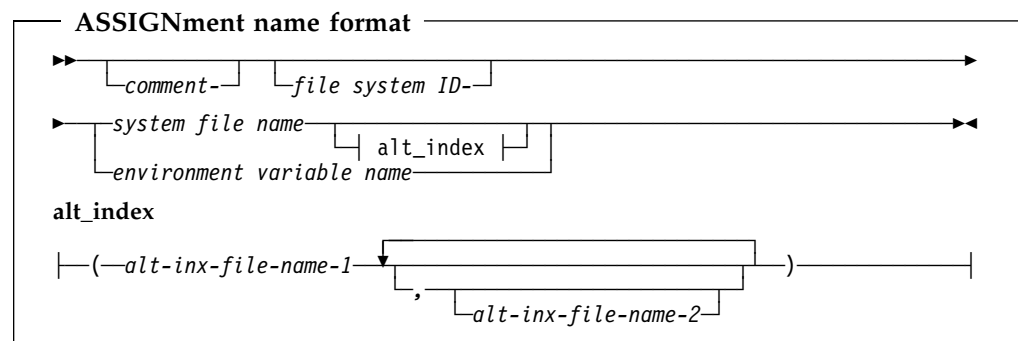 ASSIGNment name format
comment- file system ID-
system file name alt_index
environment variable name
alt_index
( alt-inx-file-name-1 )
,
alt-inx-file-name-2